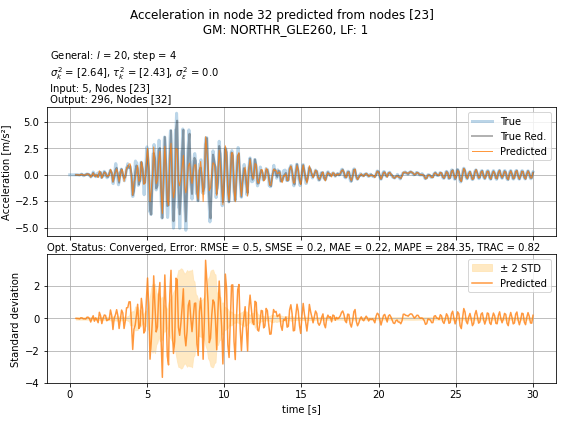 Acceleration in node 32 predicted from nodes [23]
GM: NORTHR_GLE260, LF: 1
General: l = 20, step = 4
σ²ₖ = [2.64], τ²ₖ = [2.43], σ²ε = 0.0
Input: 5, Nodes [23]
Output: 296, Nodes [32]
Acceleration [m/s²]
5.0
2.5
0.0
−2.5
−5.0
True
True Red.
Predicted
Opt. Status: Converged, Error: RMSE = 0.5, SMSE = 0.2, MAE = 0.22, MAPE = 284.35, TRAC = 0.82
Standard deviation
2
0
−2
−4
± 2 STD
Predicted
0 5 10 15 20 25 30
time [s]